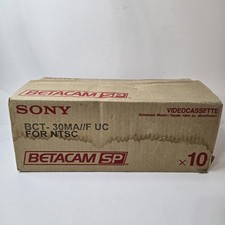 SONY
VIDEOCASSETTE
BCT- 30MA//F UC
FOR NTSC
BETACAM SP
×10